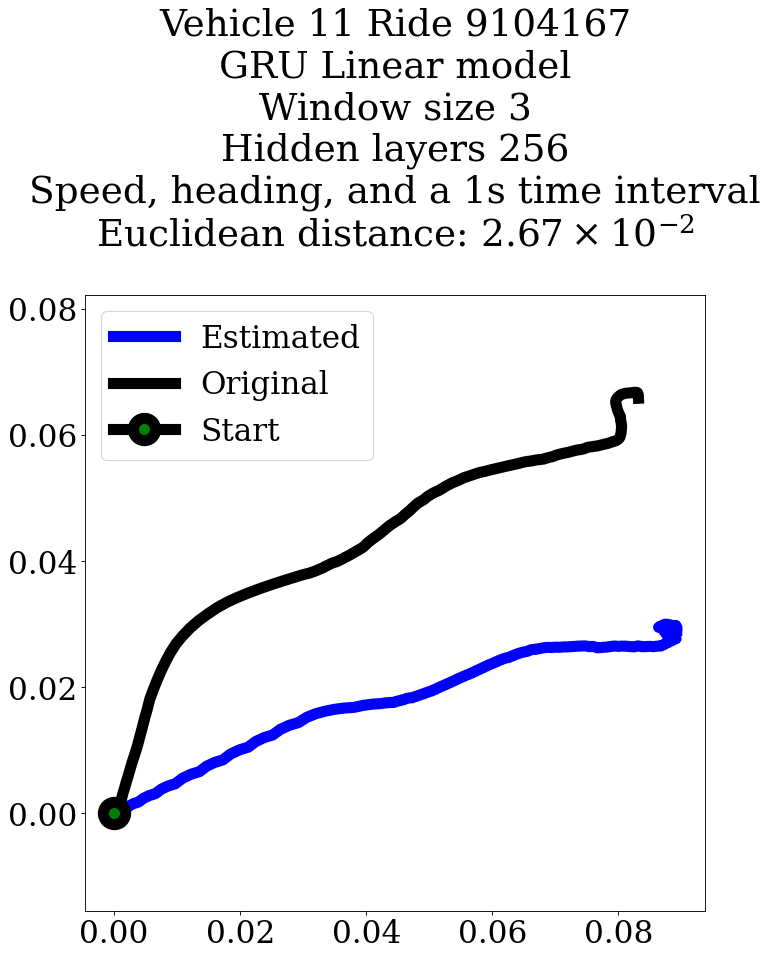 Vehicle 11 Ride 9104167
GRU Linear model
Window size 3
Hidden layers 256
Speed, heading, and a 1s time interval
Euclidean distance: 2.67 × 10⁻²
0.08
Estimated
Original
Start
0.06
0.04
0.02
0.00
0.00 0.02 0.04 0.06 0.08